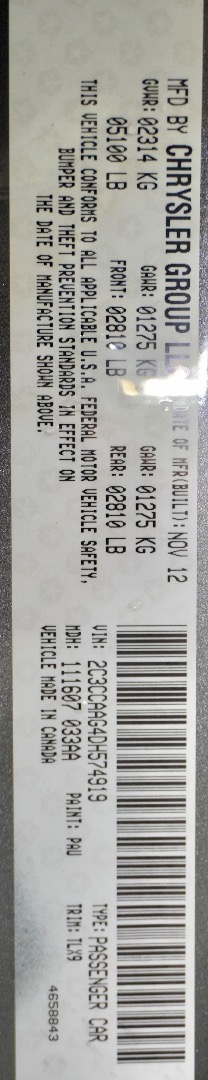 MFD BY CHRYSLER GROUP LLC DATE OF MFR(BUILT): NOV 12
GVWR: 02314 KG GAWR: 01275 KG GAWR: 01275 KG
05100 LB FRONT: 02810 LB REAR: 02810 LB
THIS VEHICLE CONFORMS TO ALL APPLICABLE U.S.A. FEDERAL MOTOR VEHICLE SAFETY,
BUMPER AND THEFT PREVENTION STANDARDS IN EFFECT ON
THE DATE OF MANUFACTURE SHOWN ABOVE.
VIN: 2C3CCAAG4DH574919 TYPE: PASSENGER CAR
MDH: 111607 033AA PAINT: PAU TRIM: TLX9
VEHICLE MADE IN CANADA
4658843